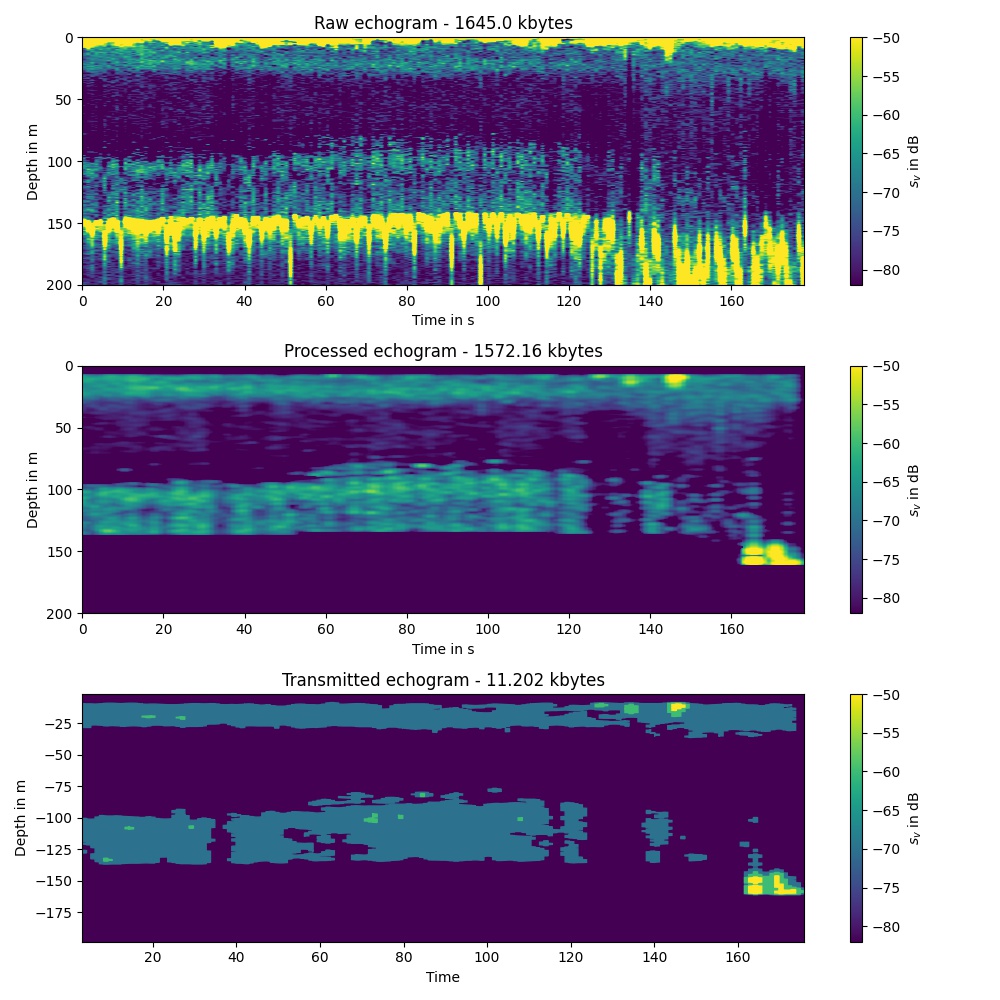 Raw echogram - 1645.0 kbytes
0
50
100
150
200
Depth in m
0 20 40 60 80 100 120 140 160
Time in s
−50
−55
−60
−65
−70
−75
−80
sᵥ in dB
Processed echogram - 1572.16 kbytes
0
50
100
150
200
Depth in m
0 20 40 60 80 100 120 140 160
Time in s
−50
−55
−60
−65
−70
−75
−80
sᵥ in dB
Transmitted echogram - 11.202 kbytes
−25
−50
−75
−100
−125
−150
−175
Depth in m
20 40 60 80 100 120 140 160
Time
−50
−55
−60
−65
−70
−75
−80
sᵥ in dB